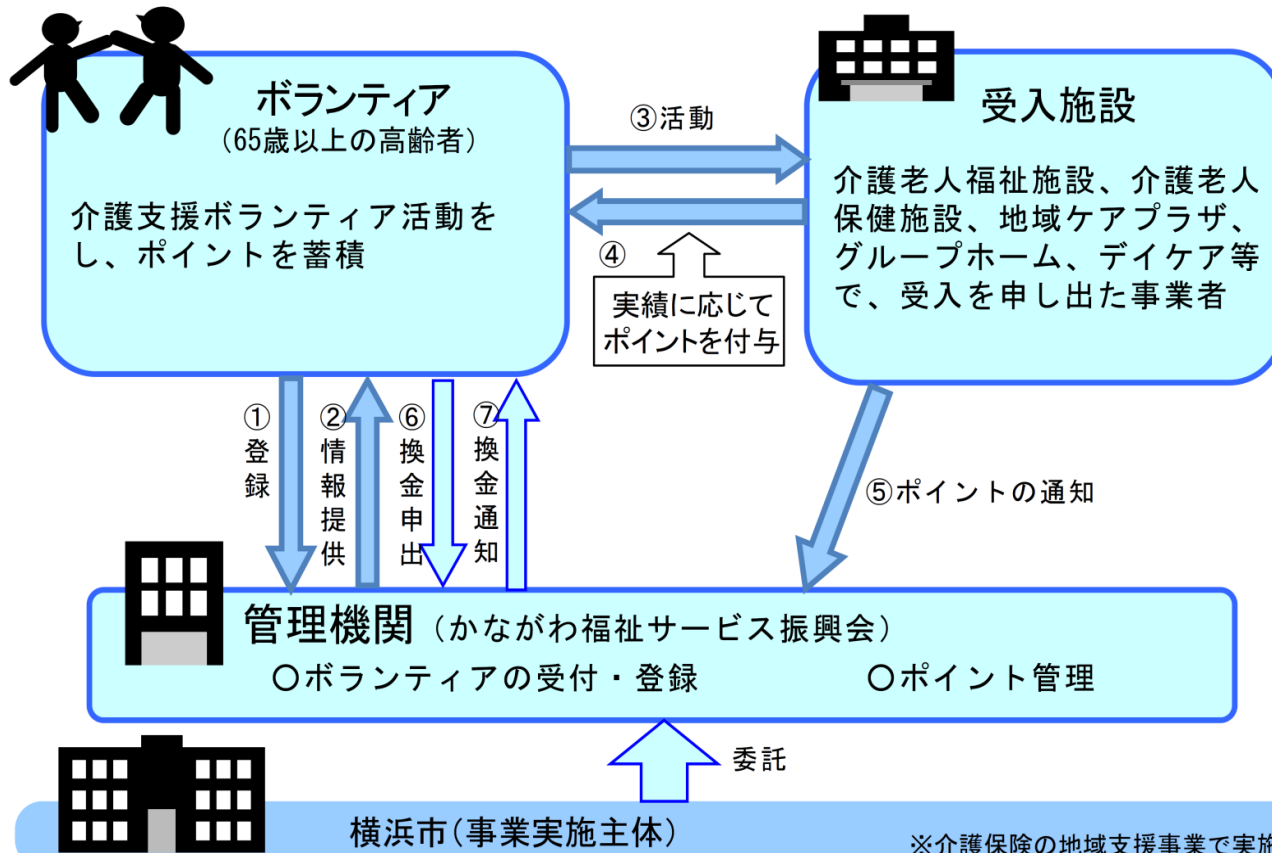 ボランティア
（65歳以上の高齢者）
介護支援ボランティア活動を
し、ポイントを蓄積
③活動
④
実績に応じて
ポイントを付与
受入施設
介護老人福祉施設、介護老人
保健施設、地域ケアプラザ、
グループホーム、デイケア等
で、受入を申し出た事業者
①登録
②情報提供
⑥換金申出
⑦換金通知
⑤ポイントの通知
管理機関（かながわ福祉サービス振興会）
〇ボランティアの受付・登録
〇ポイント管理
委託
横浜市(事業実施主体)
※介護保険の地域支援事業で実施